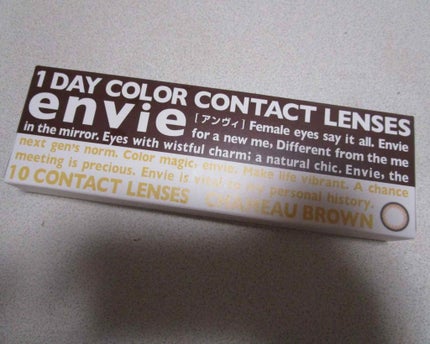 1 DAY COLOR CONTACT LENSES
envie [アンヴィ] Female eyes say it all. Envie
for a new me, Different from the me
in the mirror. Eyes with wistful charm; a natural chic. Envie, the
next gen's norm. Color magic, envie. Make life vibrant. A chance
meeting is precious. Envie is vital to the personal history.
10 CONTACT LENSES CHAMEAU BROWN